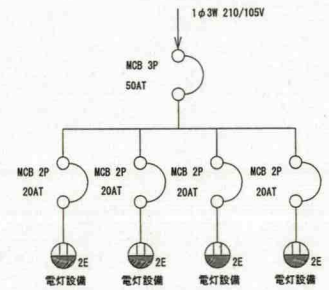 1φ3W 210/105V
MCB 3P
50AT
MCB 2P MCB 2P MCB 2P MCB 2P
20AT 20AT 20AT 20AT
2E 2E 2E 2E
電灯設備 電灯設備 電灯設備 電灯設備